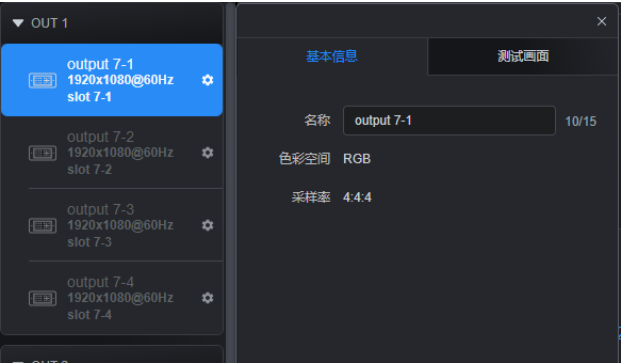 OUT 1
output 7-1
1920x1080@60Hz
slot 7-1
output 7-2
1920x1080@60Hz
slot 7-2
output 7-3
1920x1080@60Hz
slot 7-3
output 7-4
1920x1080@60Hz
slot 7-4
×
基本信息
测试画面
名称
output 7-1
10/15
色彩空间 RGB
采样率 4:4:4